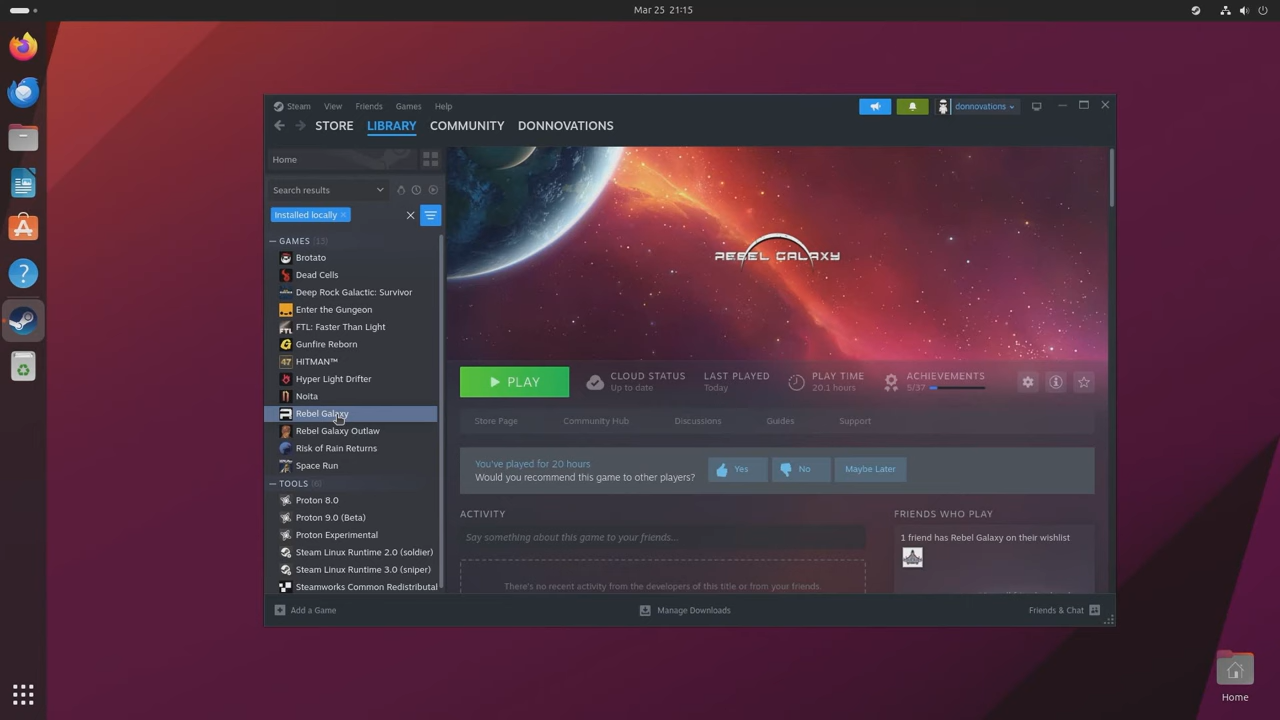 Mar 25 21:15
Steam View Friends Games Help
donnovations
STORE LIBRARY COMMUNITY DONNOVATIONS
Home
Search results
Installed locally
GAMES (13)
Brotato
Dead Cells
Deep Rock Galactic: Survivor
Enter the Gungeon
FTL: Faster Than Light
Gunfire Reborn
HITMAN™
Hyper Light Drifter
Noita
Rebel Galaxy
Rebel Galaxy Outlaw
Risk of Rain Returns
Space Run
TOOLS (6)
Proton 8.0
Proton 9.0 (Beta)
Proton Experimental
Steam Linux Runtime 2.0 (soldier)
Steam Linux Runtime 3.0 (sniper)
Steamworks Common Redistributal
REBEL GALAXY
PLAY
CLOUD STATUS
Up to date
LAST PLAYED
Today
PLAY TIME
20.1 hours
ACHIEVEMENTS
5/37
Store Page Community Hub Discussions Guides Support
You've played for 20 hours
Would you recommend this game to other players?
Yes No Maybe Later
ACTIVITY
Say something about this game to your friends...
There's no recent activity from the developers of this title or from your friends.
FRIENDS WHO PLAY
1 friend has Rebel Galaxy on their wishlist
Add a Game Manage Downloads Friends & Chat
Home